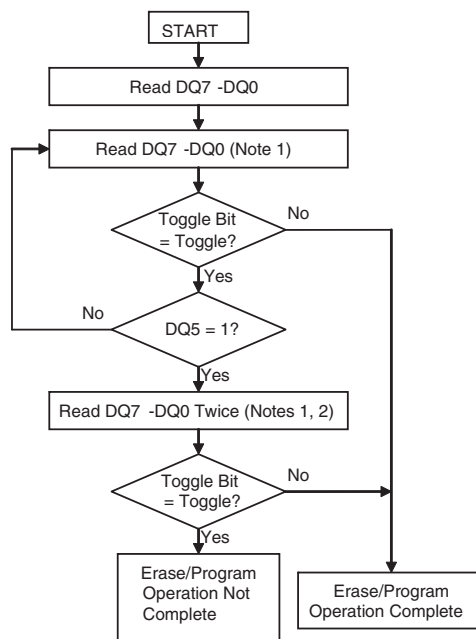 START
Read DQ7 -DQ0
Read DQ7 -DQ0 (Note 1)
Toggle Bit
= Toggle?
No
Yes
No
DQ5 = 1?
Yes
Read DQ7 -DQ0 Twice (Notes 1, 2)
Toggle Bit
= Toggle?
No
Yes
Erase/Program
Operation Not
Complete
Erase/Program
Operation Complete